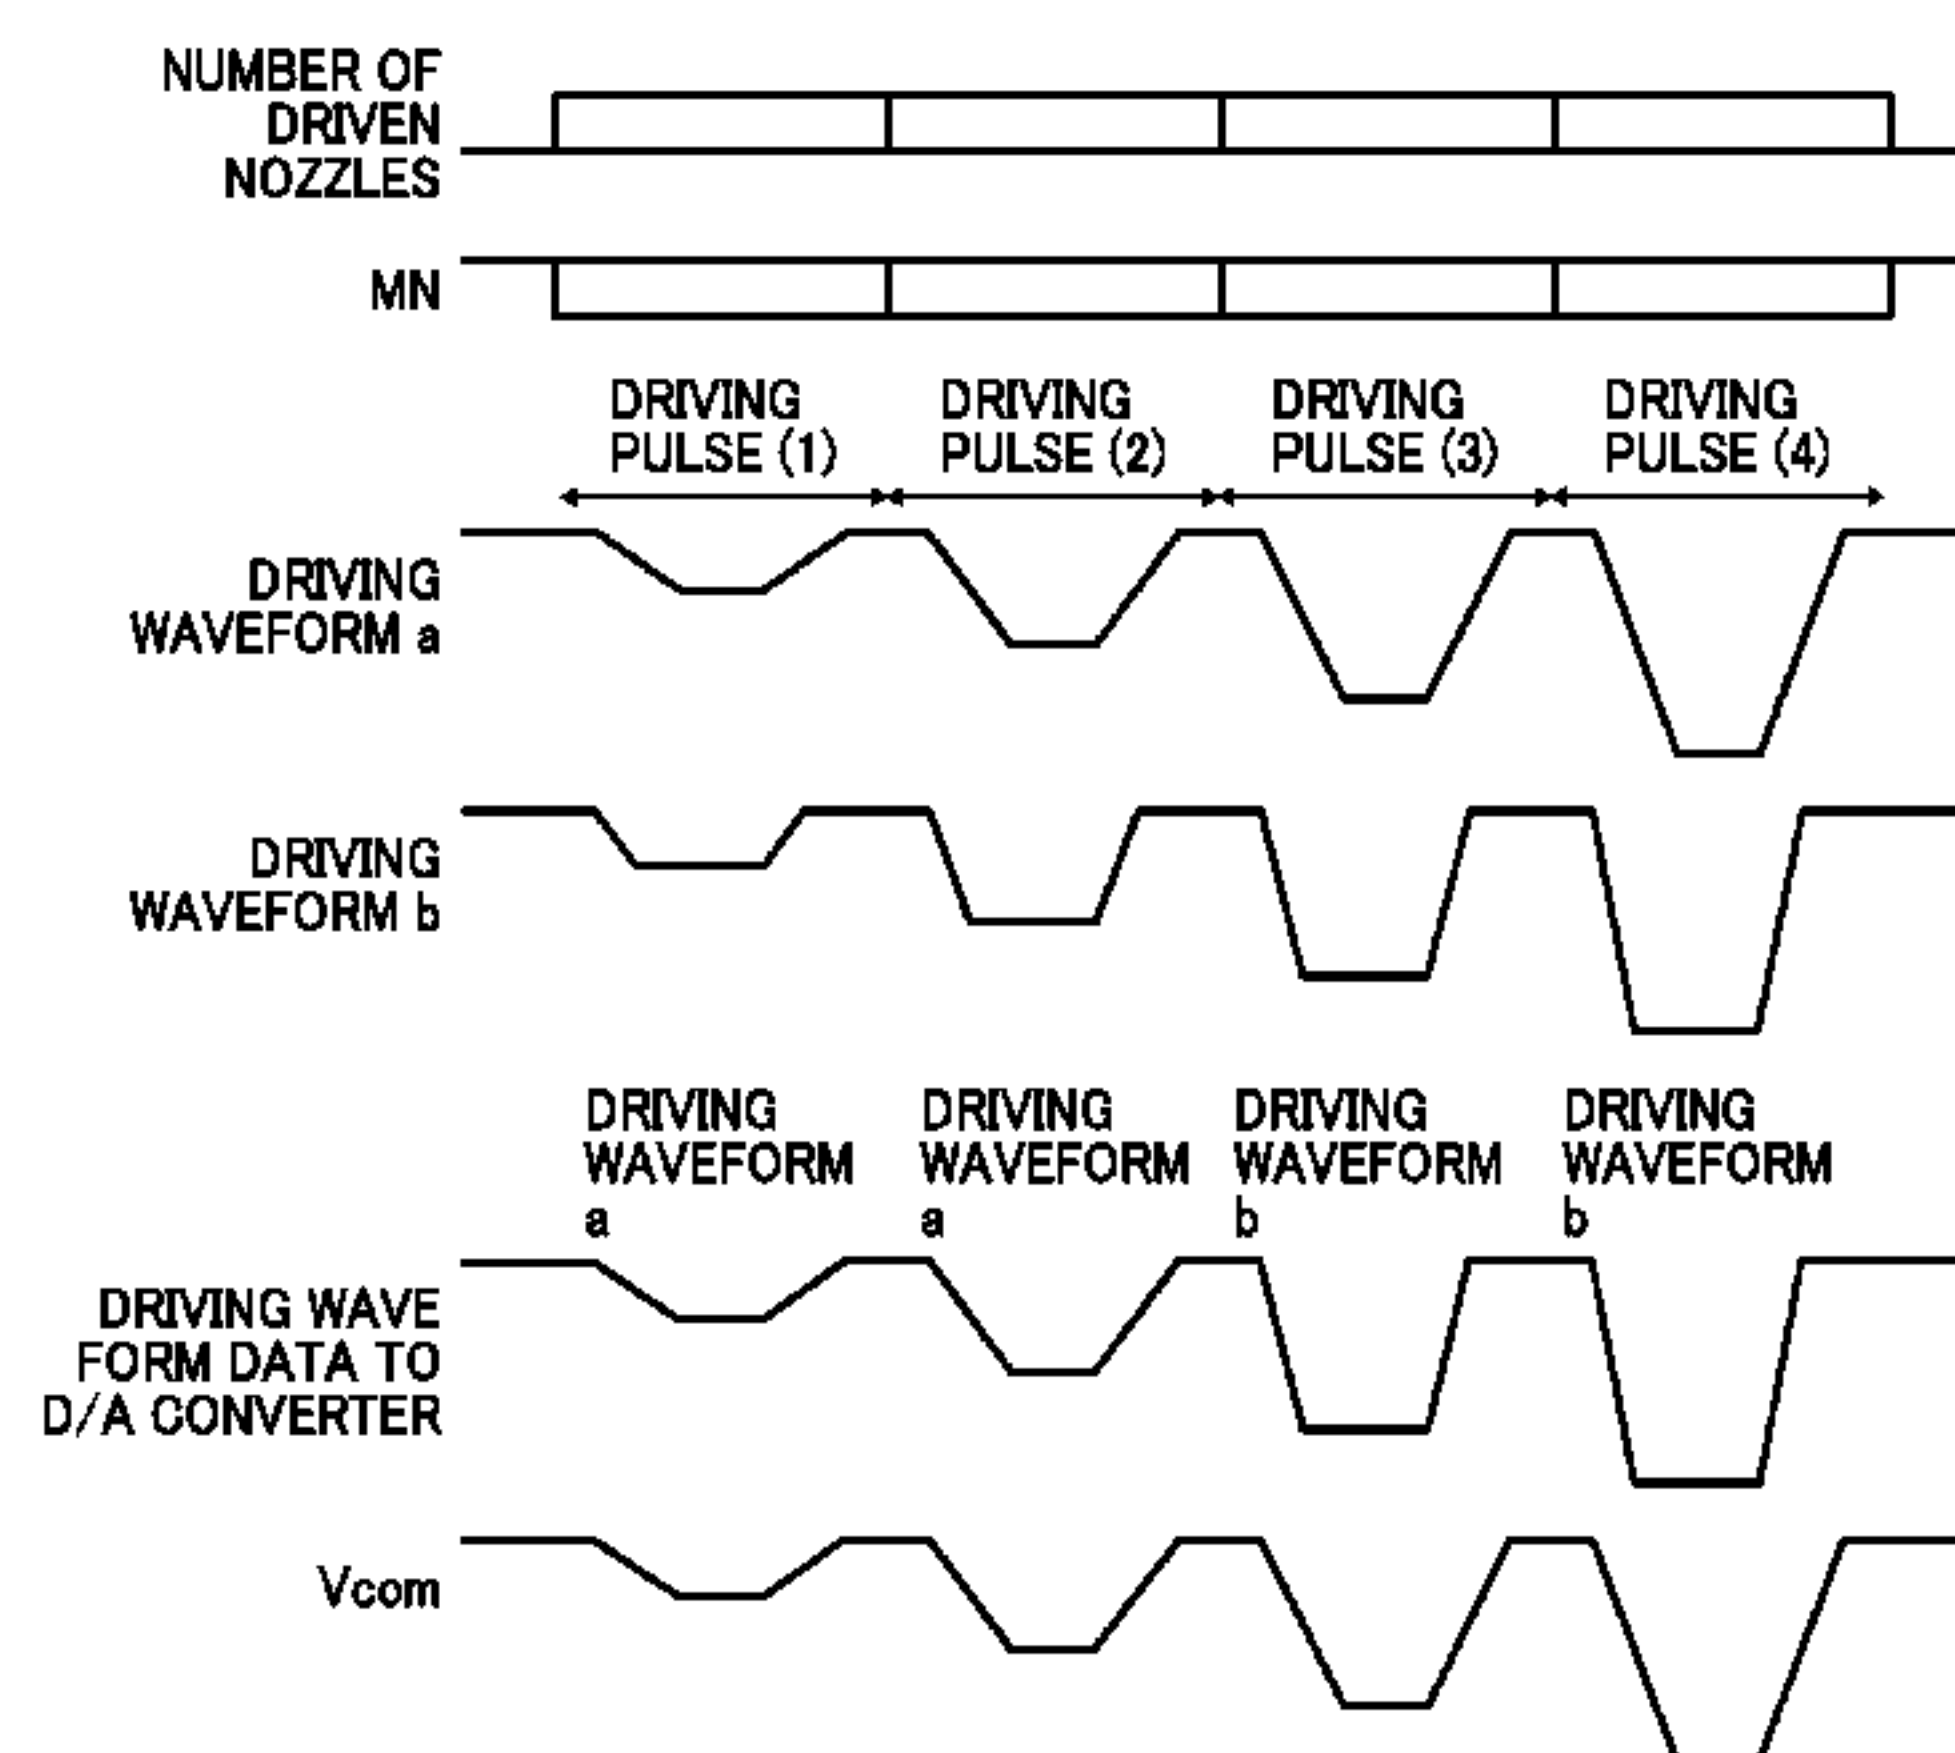 NUMBER OF
DRIVEN
NOZZLES
MN
DRIVING
PULSE (1)
DRIVING
PULSE (2)
DRIVING
PULSE (3)
DRIVING
PULSE (4)
DRIVING
WAVEFORM a
DRIVING
WAVEFORM b
DRIVING
WAVEFORM
a
DRIVING
WAVEFORM
a
DRIVING
WAVEFORM
b
DRIVING
WAVEFORM
b
DRIVING WAVE
FORM DATA TO
D/A CONVERTER
Vcom